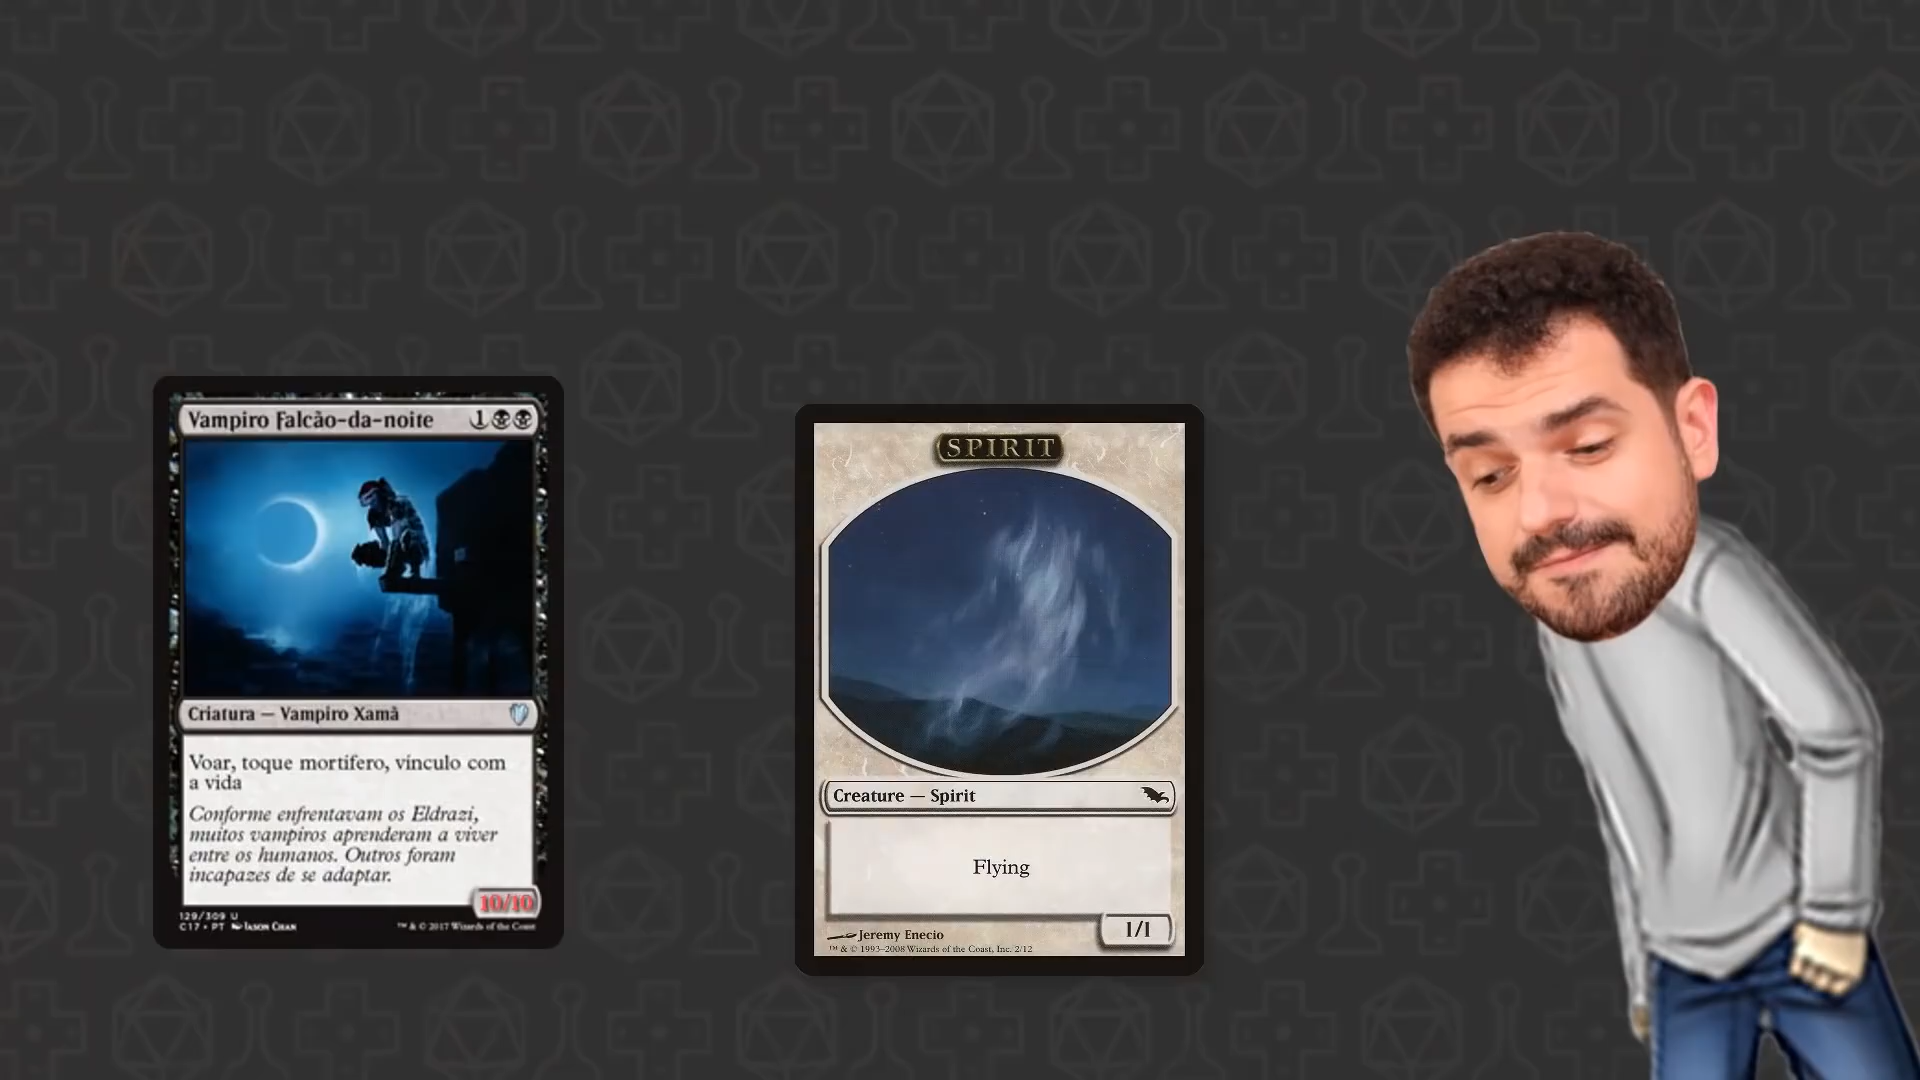 Vampiro Falcão-da-noite 1
Criatura — Vampiro Xamã
Voar, toque mortífero, vínculo com
a vida
Conforme enfrentavam os Eldrazi,
muitos vampiros aprenderam a viver
entre os humanos. Outros foram
incapazes de se adaptar.
10/10
129/309 U
C17 • PT Jason Chan
™ & © 2017 Wizards of the Coast
SPIRIT
Creature — Spirit
Flying
1/1
Jeremy Enecio
™ & © 1993–2008 Wizards of the Coast, Inc. 2/12